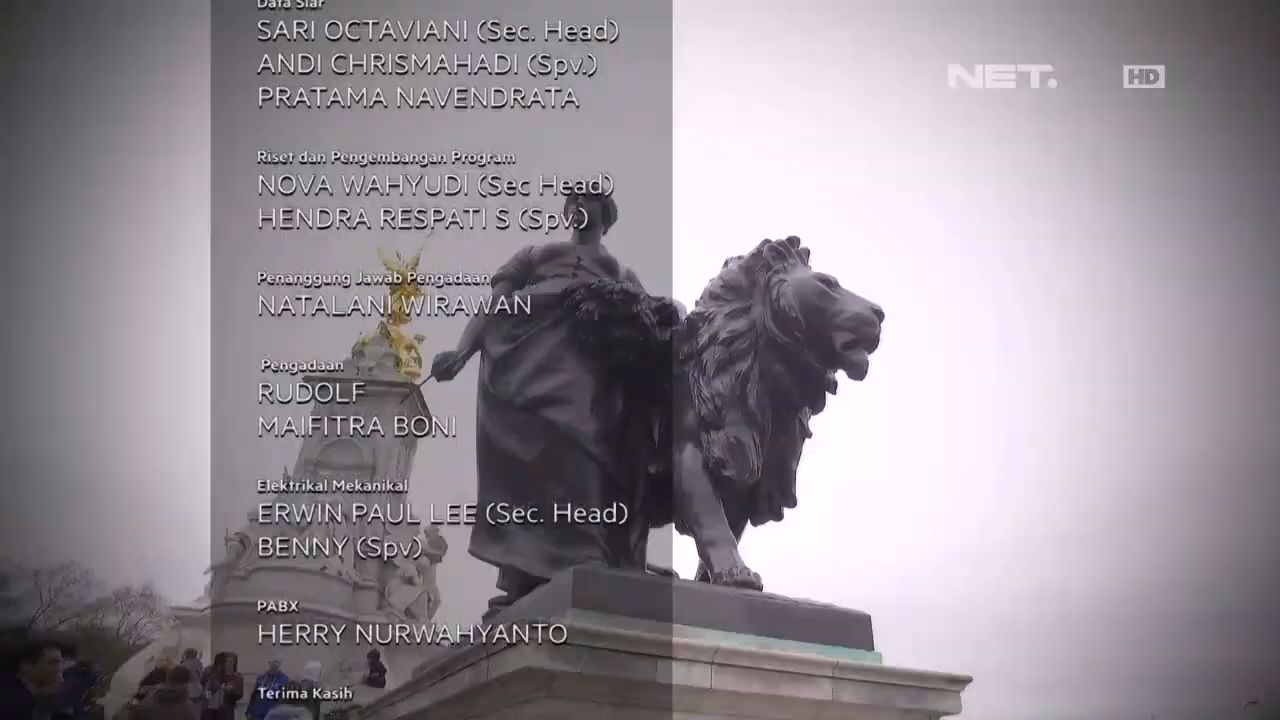 Data Siar
SARI OCTAVIANI (Sec. Head)
ANDI CHRISMAHADI (Spv.)
PRATAMA NAVENDRATA
Riset dan Pengembangan Program
NOVA WAHYUDI (Sec Head)
HENDRA RESPATI S (Spv.)
Penanggung Jawab Pengadaan
NATALANI WIRAWAN
Pengadaan
RUDOLF
MAIFITRA BONI
Elektrikal Mekanikal
ERWIN PAUL LEE (Sec. Head)
BENNY (Spv)
PABX
HERRY NURWAHYANTO
Terima Kasih
NET.
HD